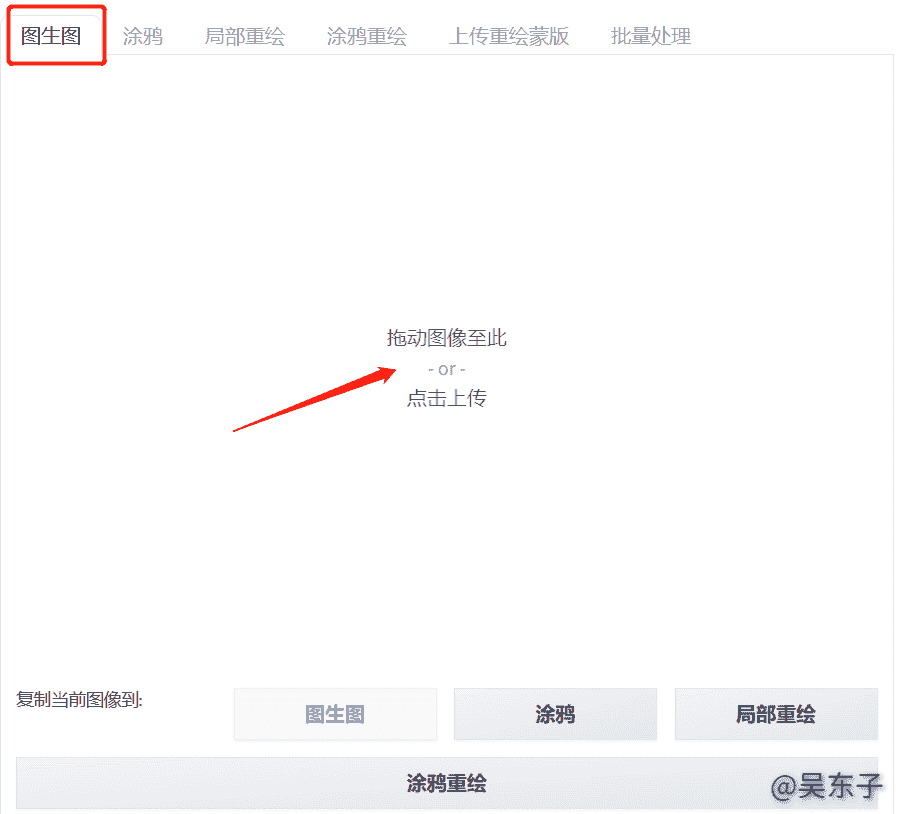 图生图 涂鸦 局部重绘 涂鸦重绘 上传重绘蒙版 批量处理
拖动图像至此
- or -
点击上传
复制当前图像到: 图生图 涂鸦 局部重绘
涂鸦重绘
@吴东子